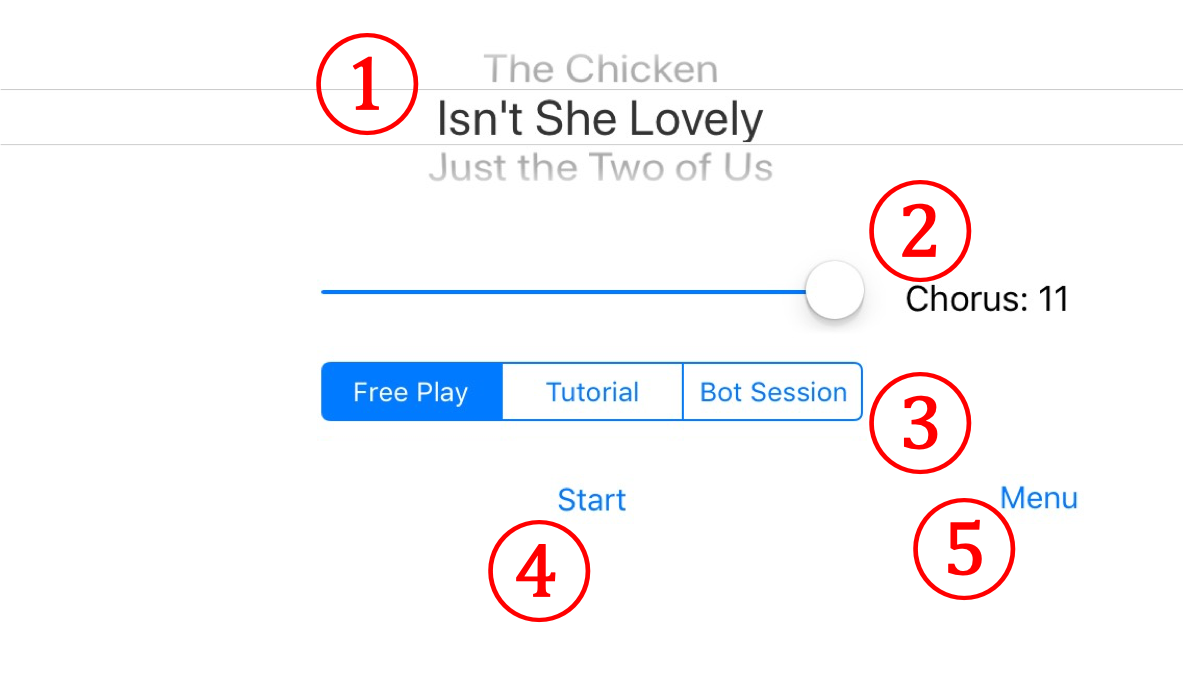 ①
The Chicken
Isn't She Lovely
Just the Two of Us
②
Chorus: 11
Free Play Tutorial Bot Session
③
Start Menu
④ ⑤